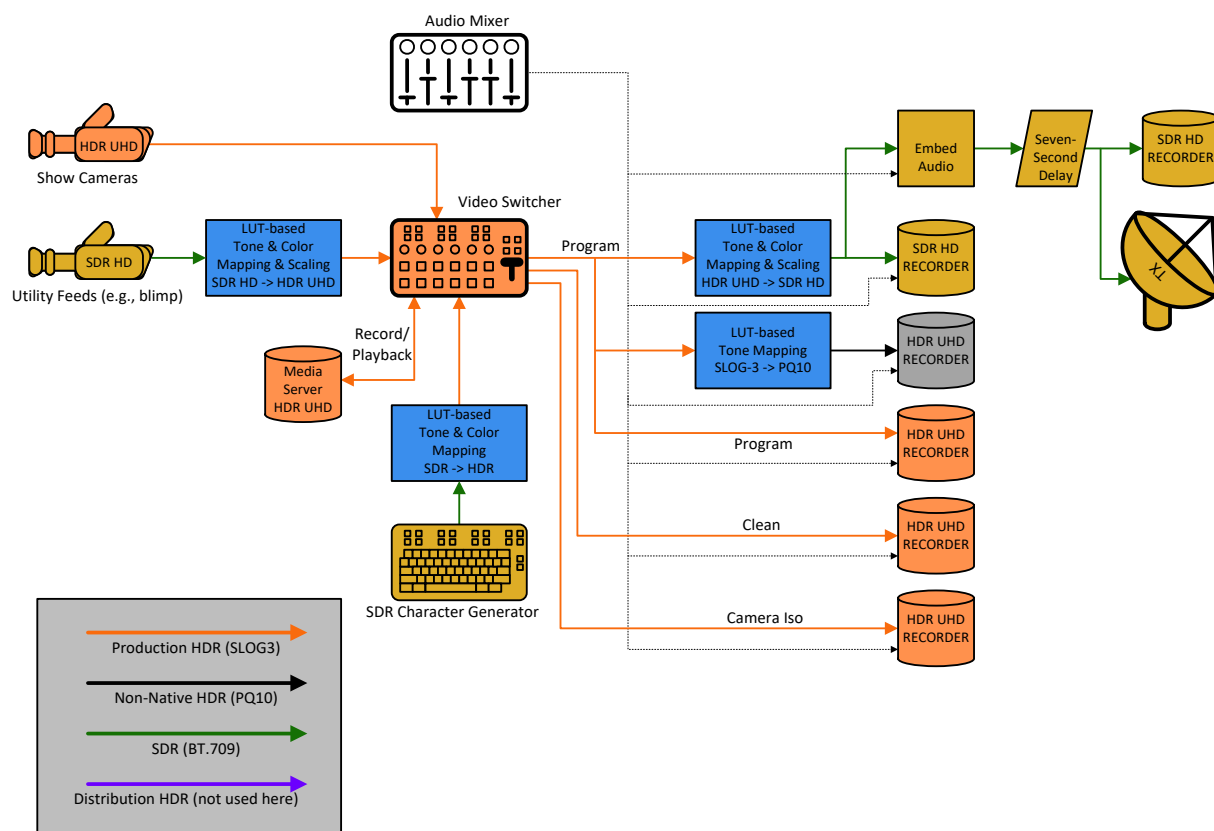 Audio Mixer
HDR UHD
Show Cameras
SDR HD
Utility Feeds (e.g., blimp)
LUT-based
Tone & Color
Mapping & Scaling
SDR HD -> HDR UHD
Video Switcher
Record/
Playback
Media
Server
HDR UHD
LUT-based
Tone & Color
Mapping
SDR -> HDR
SDR Character Generator
Program
LUT-based
Tone & Color
Mapping & Scaling
HDR UHD -> SDR HD
Embed
Audio
Seven-
Second
Delay
SDR HD
RECORDER
TX
SDR HD
RECORDER
LUT-based
Tone Mapping
SLOG-3 -> PQ10
HDR UHD
RECORDER
Program
HDR UHD
RECORDER
Clean
HDR UHD
RECORDER
Camera Iso
HDR UHD
RECORDER
Production HDR (SLOG3)
Non-Native HDR (PQ10)
SDR (BT.709)
Distribution HDR (not used here)